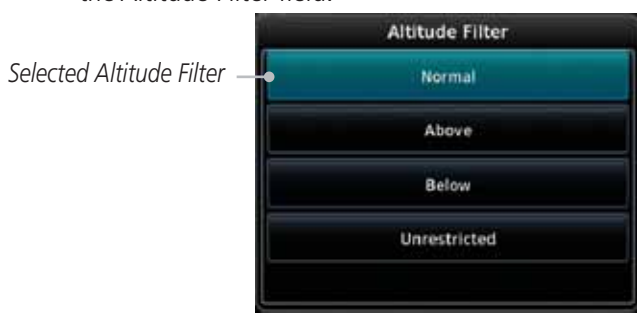 the Altitude Filter field.
Altitude Filter
Selected Altitude Filter
Normal
Above
Below
Unrestricted